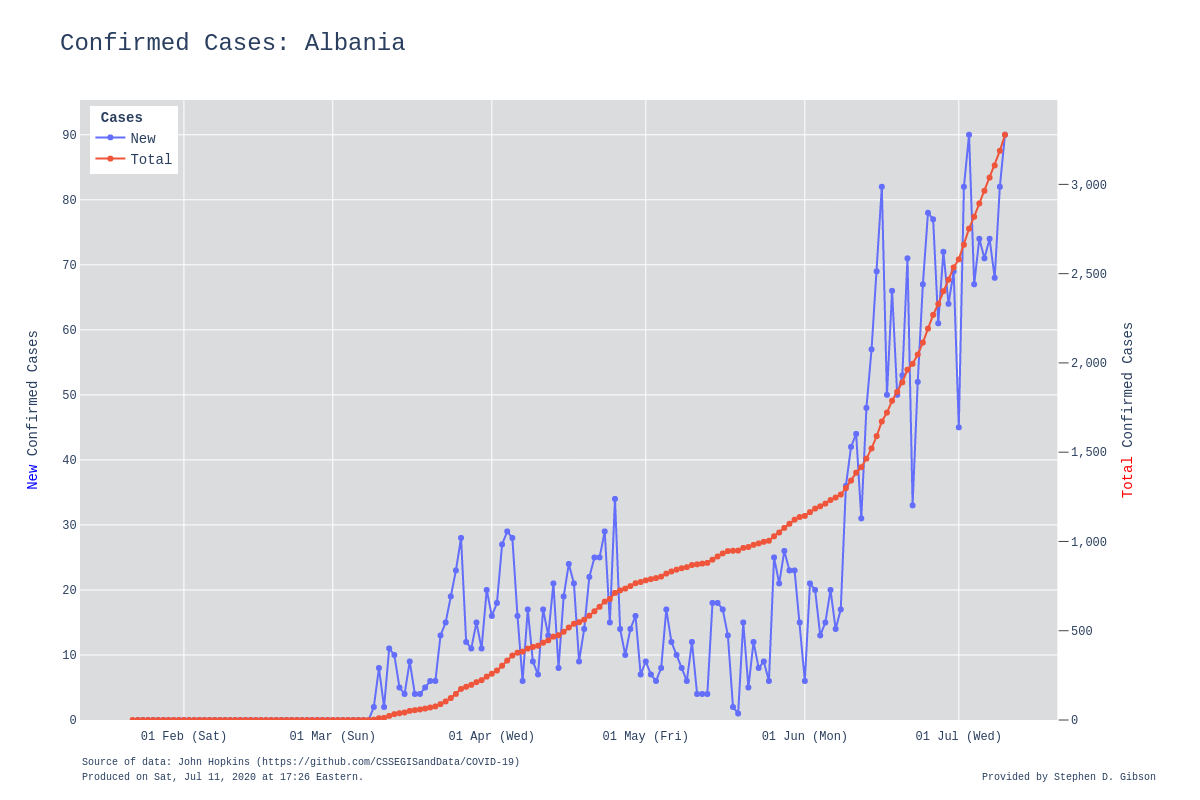 Confirmed Cases: Albania
Cases
New
Total
90
80
70
60
50
40
30
20
10
0
New Confirmed Cases
3,000
2,500
2,000
1,500
1,000
500
0
Total Confirmed Cases
01 Feb (Sat)
01 Mar (Sun)
01 Apr (Wed)
01 May (Fri)
01 Jun (Mon)
01 Jul (Wed)
Source of data: John Hopkins (https://github.com/CSSEGISandData/COVID-19)
Produced on Sat, Jul 11, 2020 at 17:26 Eastern.
Provided by Stephen D. Gibson